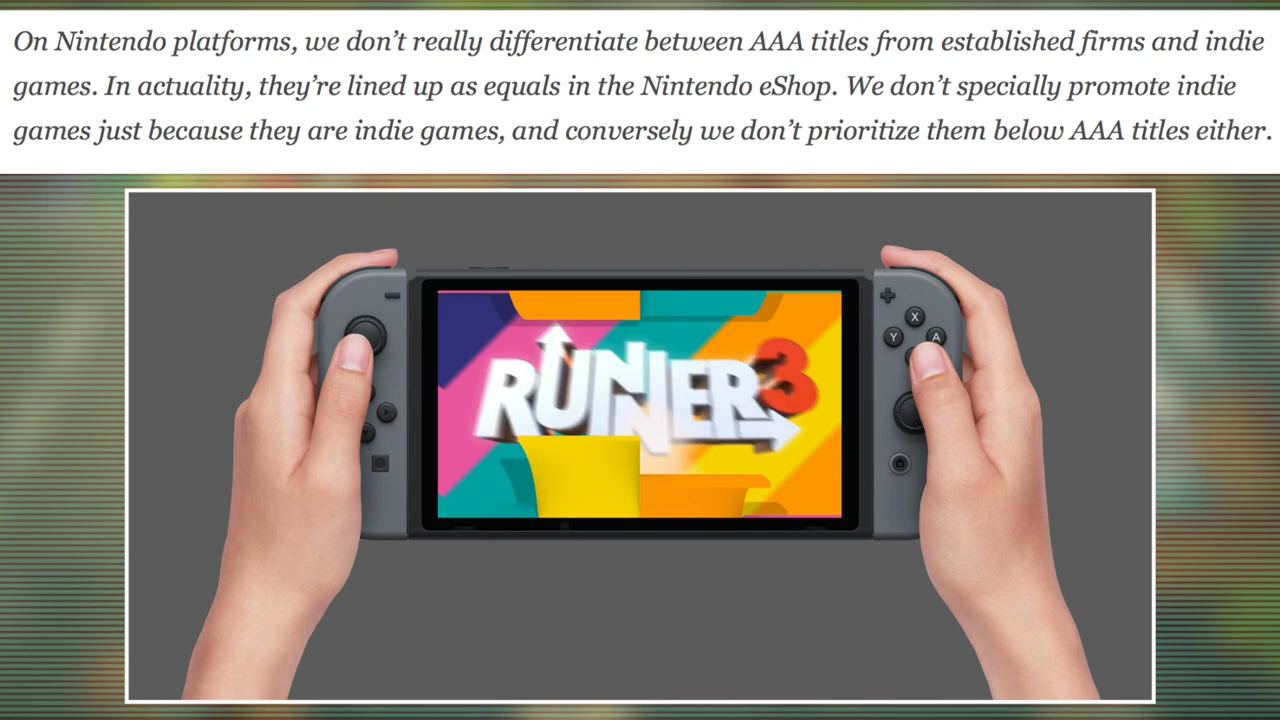 On Nintendo platforms, we don’t really differentiate between AAA titles from established firms and indie
games. In actuality, they’re lined up as equals in the Nintendo eShop. We don’t specially promote indie
games just because they are indie games, and conversely we don’t prioritize them below AAA titles either.
RUNNER3
X
Y
A